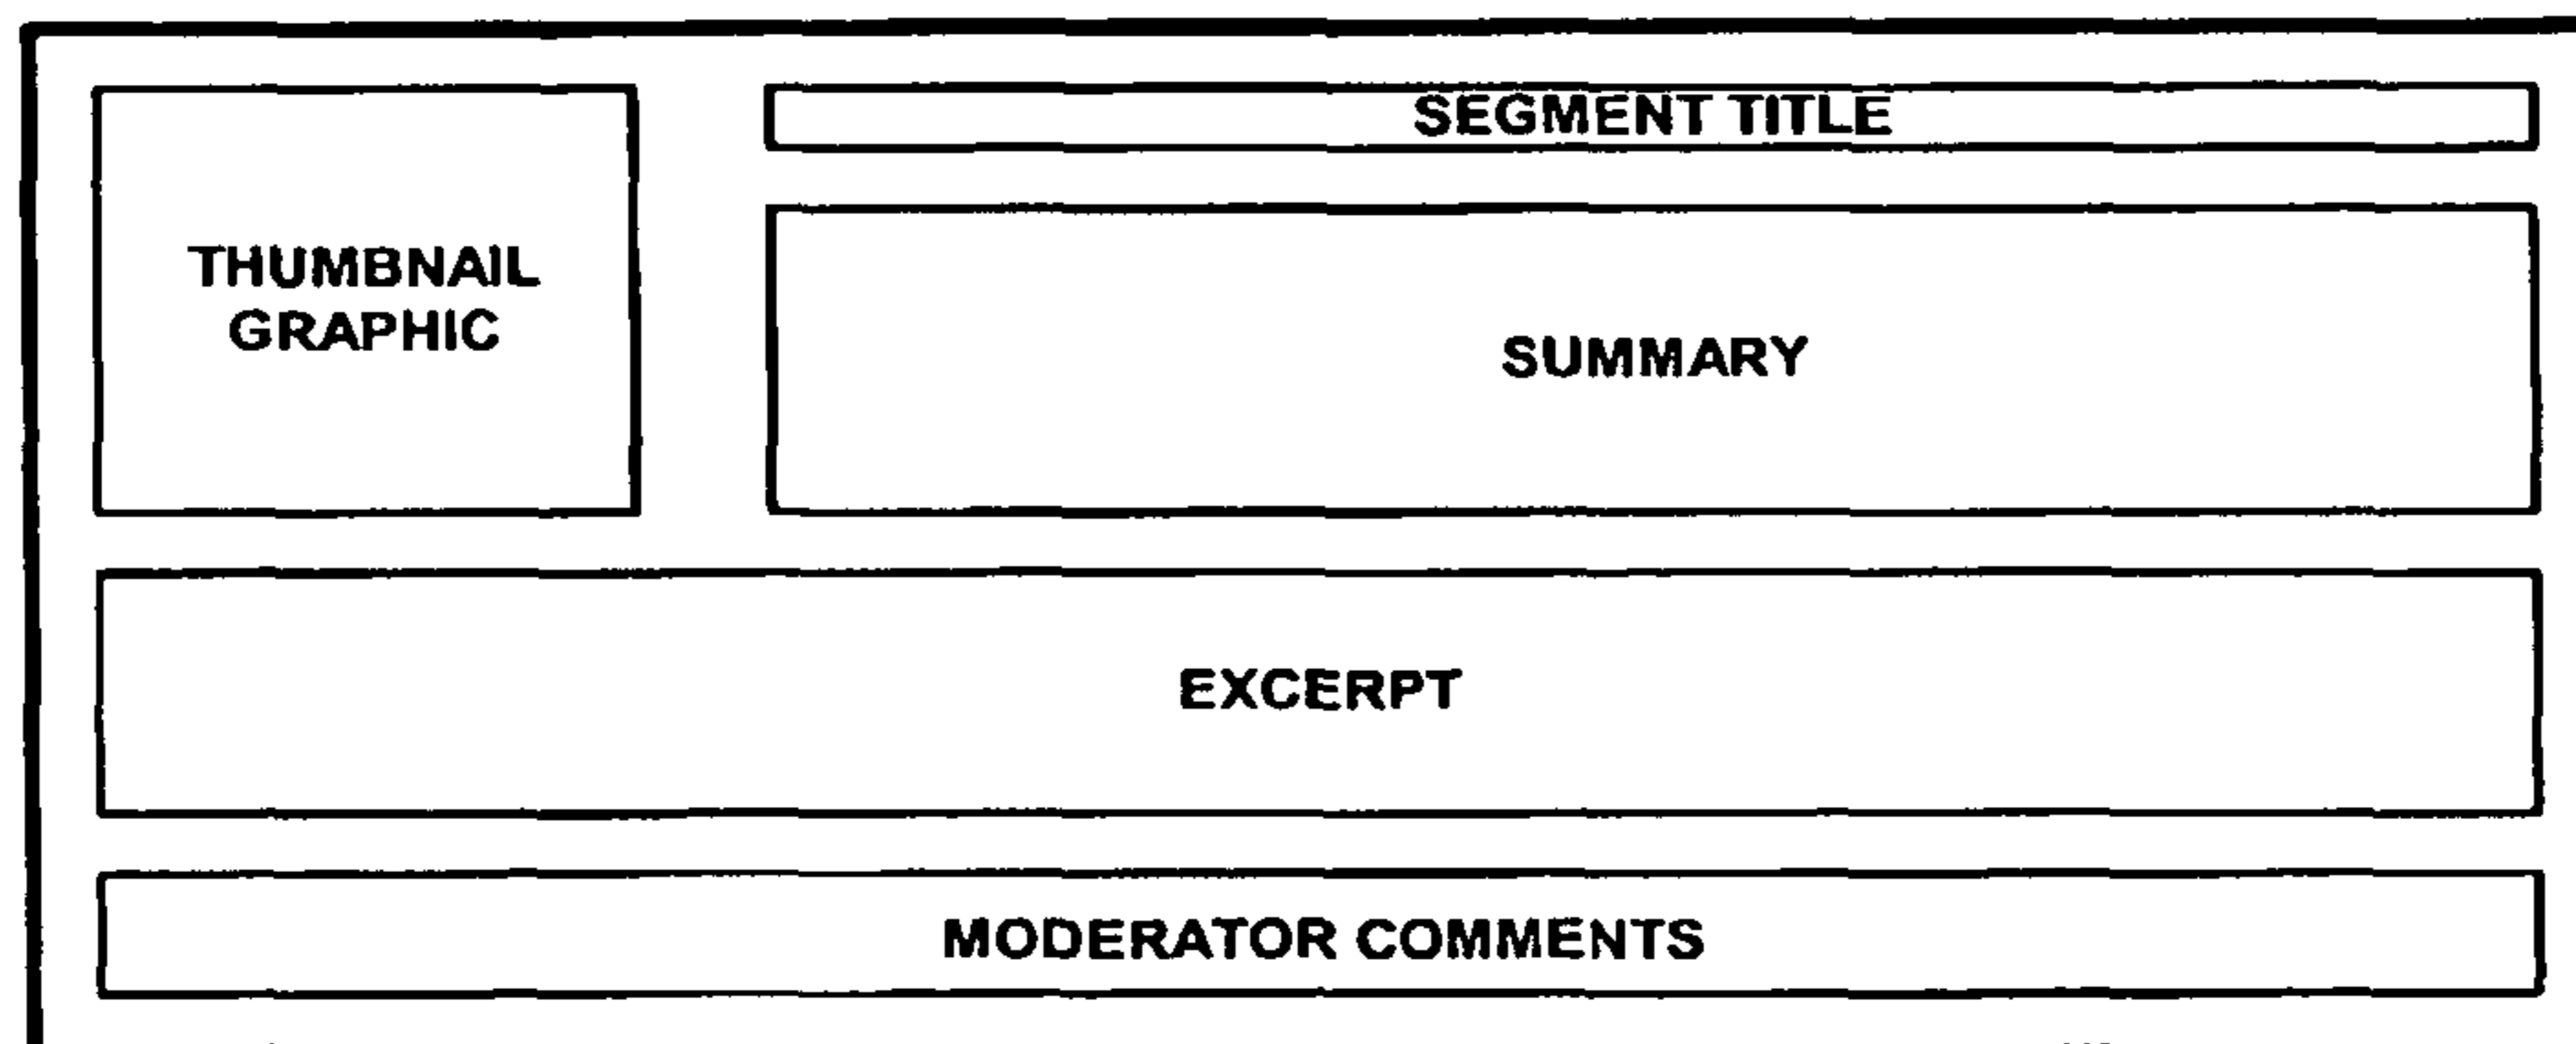 SEGMENT TITLE
THUMBNAIL
GRAPHIC
SUMMARY
EXCERPT
MODERATOR COMMENTS